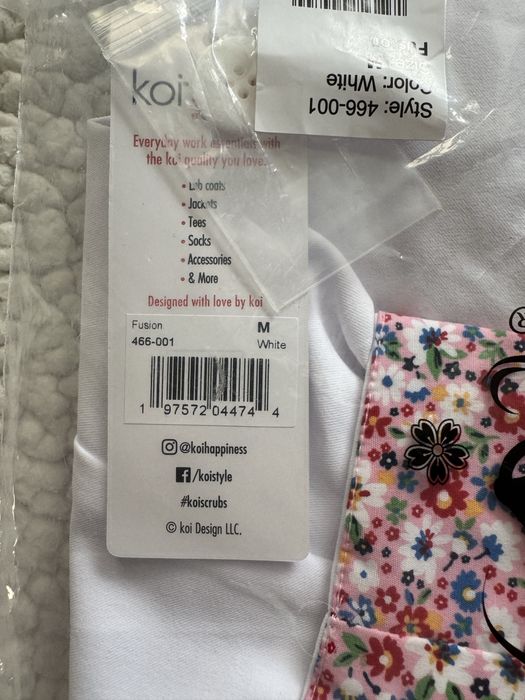 koi
Everyday work essentials with
the koi quality you love.
• Lab coats
• Jackets
• Tees
• Socks
• Accessories
• & More
Designed with love by koi
Fusion M
466-001 White
1 97572 04474 4
@koihappiness
/koistyle
#koiscrubs
© koi Design LLC.
Style: 466-001
Color: White
®